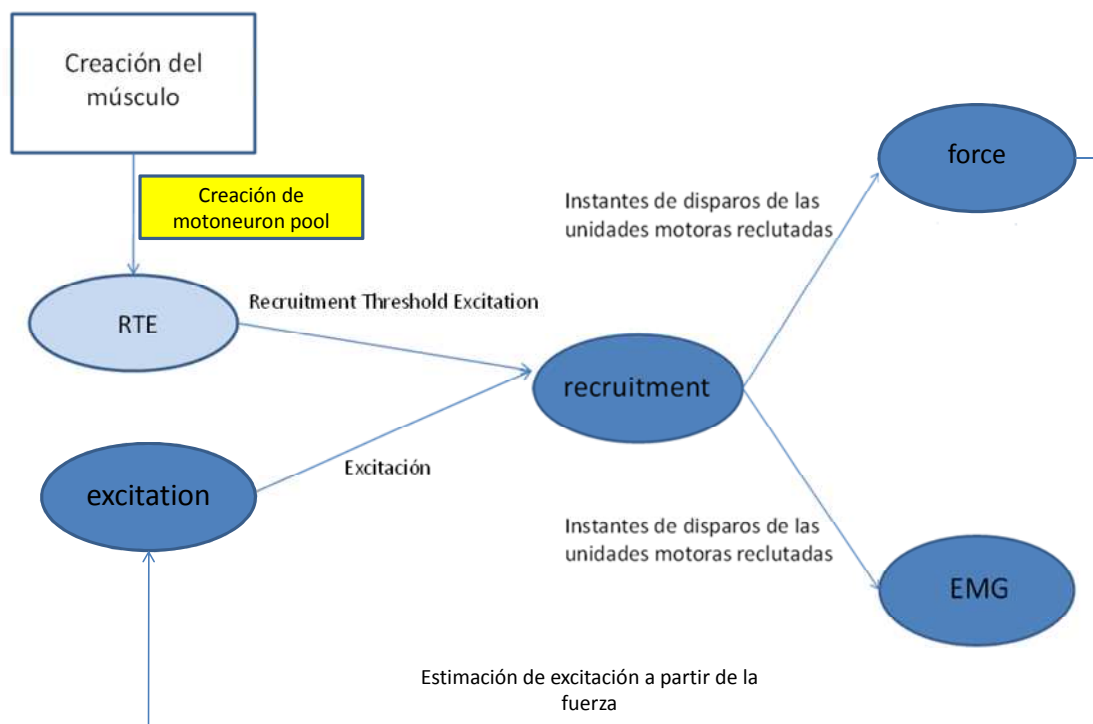 Creación del
músculo
Creación de
motoneuron pool
RTE
Recruitment Threshold Excitation
excitation
Excitación
recruitment
Instantes de disparos de las
unidades motoras reclutadas
force
Instantes de disparos de las
unidades motoras reclutadas
EMG
Estimación de excitación a partir de la
fuerza